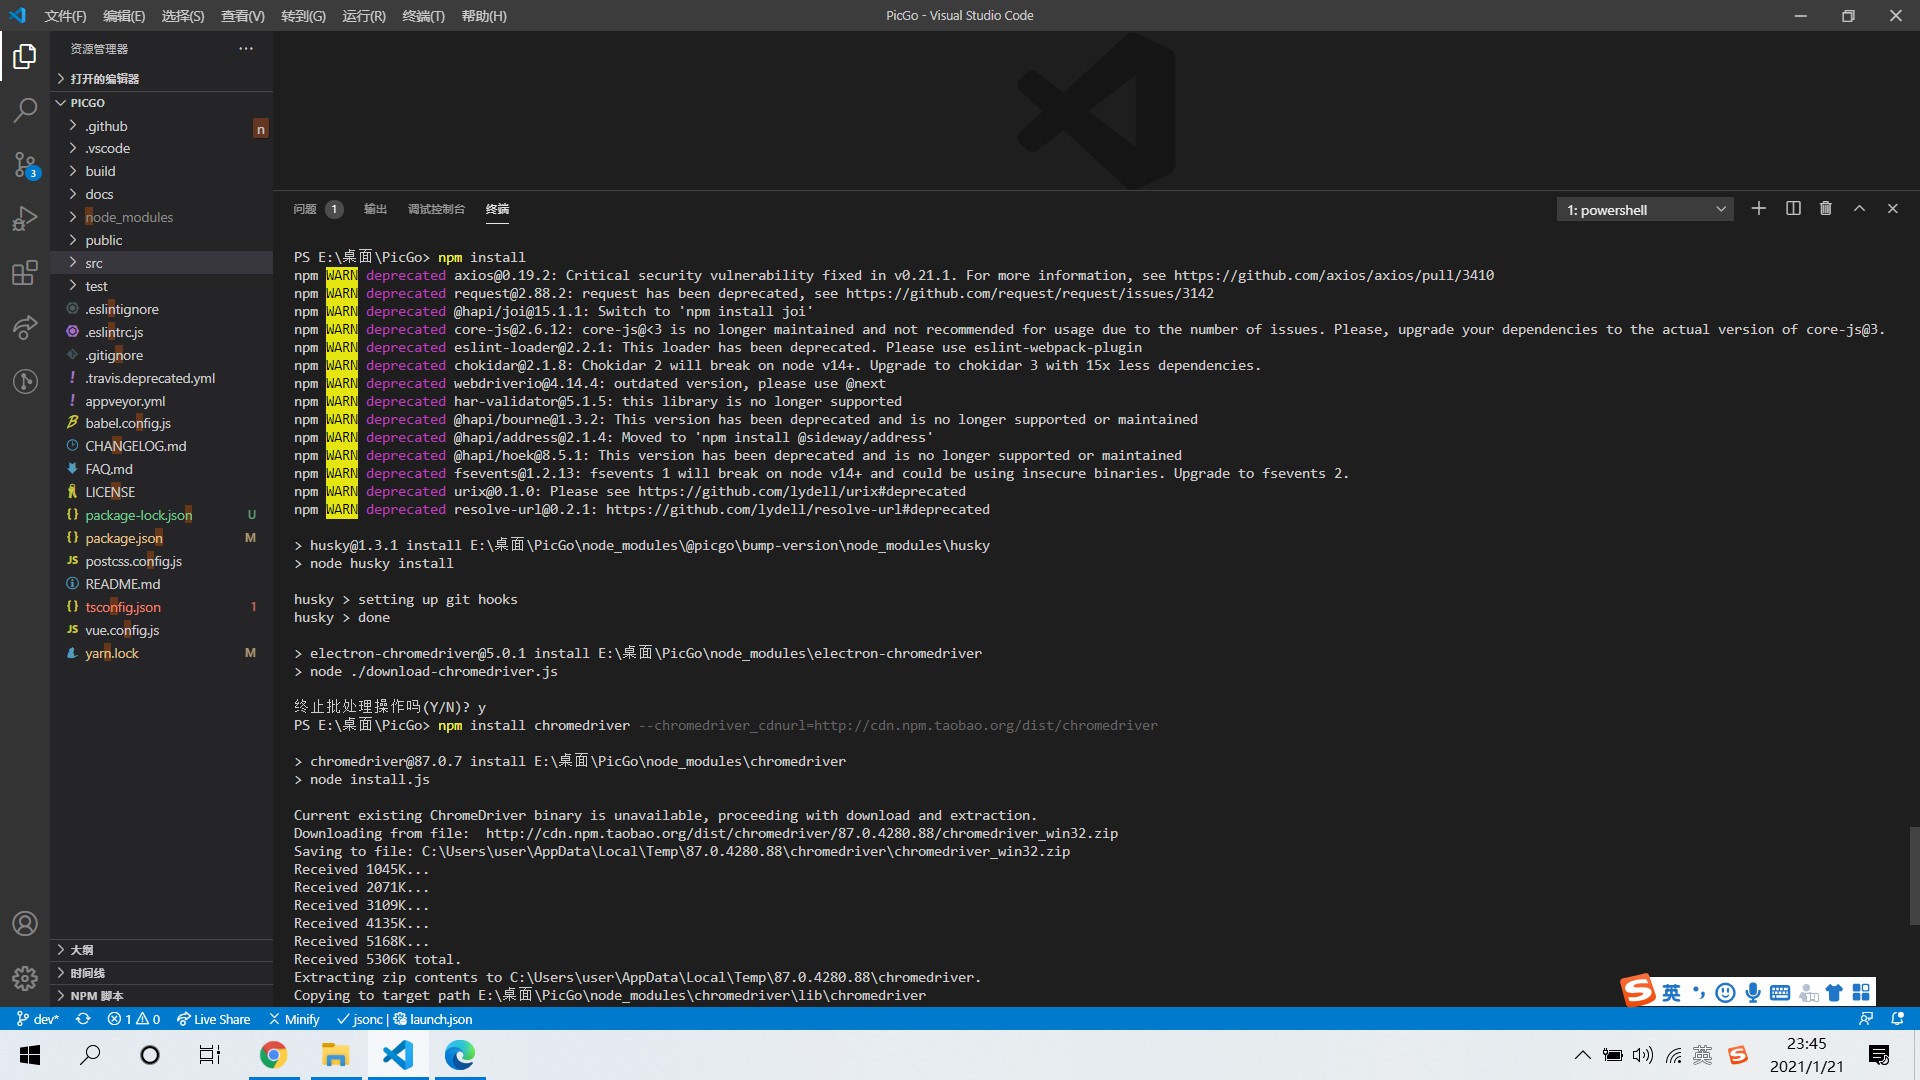 文件(F) 编辑(E) 选择(S) 查看(V) 转到(G) 运行(R) 终端(T) 帮助(H)
PicGo - Visual Studio Code
资源管理器
打开的编辑器
PICGO
.github
n
.vscode
build
docs
node_modules
public
src
test
.eslintignore
.eslintrc.js
.gitignore
.travis.deprecated.yml
appveyor.yml
babel.config.js
CHANGELOG.md
FAQ.md
LICENSE
package-lock.json U
package.json M
postcss.config.js
README.md
tsconfig.json 1
vue.config.js
yarn.lock M
大纲
时间线
NPM 脚本
3
问题 1 输出 调试控制台 终端
1: powershell
PS E:\桌面\PicGo> npm install
npm WARN deprecated axios@0.19.2: Critical security vulnerability fixed in v0.21.1. For more information, see https://github.com/axios/axios/pull/3410
npm WARN deprecated request@2.88.2: request has been deprecated, see https://github.com/request/request/issues/3142
npm WARN deprecated @hapi/joi@15.1.1: Switch to 'npm install joi'
npm WARN deprecated core-js@2.6.12: core-js@<3 is no longer maintained and not recommended for usage due to the number of issues. Please, upgrade your dependencies to the actual version of core-js@3.
npm WARN deprecated eslint-loader@2.2.1: This loader has been deprecated. Please use eslint-webpack-plugin
npm WARN deprecated chokidar@2.1.8: Chokidar 2 will break on node v14+. Upgrade to chokidar 3 with 15x less dependencies.
npm WARN deprecated webdriverio@4.14.4: outdated version, please use @next
npm WARN deprecated har-validator@5.1.5: this library is no longer supported
npm WARN deprecated @hapi/bourne@1.3.2: This version has been deprecated and is no longer supported or maintained
npm WARN deprecated @hapi/address@2.1.4: Moved to 'npm install @sideway/address'
npm WARN deprecated @hapi/hoek@8.5.1: This version has been deprecated and is no longer supported or maintained
npm WARN deprecated fsevents@1.2.13: fsevents 1 will break on node v14+ and could be using insecure binaries. Upgrade to fsevents 2.
npm WARN deprecated urix@0.1.0: Please see https://github.com/lydell/urix#deprecated
npm WARN deprecated resolve-url@0.2.1: https://github.com/lydell/resolve-url#deprecated
> husky@1.3.1 install E:\桌面\PicGo\node_modules\@picgo\bump-version\node_modules\husky
> node husky install
husky > setting up git hooks
husky > done
> electron-chromedriver@5.0.1 install E:\桌面\PicGo\node_modules\electron-chromedriver
> node ./download-chromedriver.js
终止批处理操作吗(Y/N)? y
PS E:\桌面\PicGo> npm install chromedriver --chromedriver_cdnurl=http://cdn.npm.taobao.org/dist/chromedriver
> chromedriver@87.0.7 install E:\桌面\PicGo\node_modules\chromedriver
> node install.js
Current existing ChromeDriver binary is unavailable, proceeding with download and extraction.
Downloading from file:  http://cdn.npm.taobao.org/dist/chromedriver/87.0.4280.88/chromedriver_win32.zip
Saving to file: C:\Users\user\AppData\Local\Temp\87.0.4280.88\chromedriver\chromedriver_win32.zip
Received 1045K...
Received 2071K...
Received 3109K...
Received 4135K...
Received 5168K...
Received 5306K total.
Extracting zip contents to C:\Users\user\AppData\Local\Temp\87.0.4280.88\chromedriver.
Copying to target path E:\桌面\PicGo\node_modules\chromedriver\lib\chromedriver
英
dev* 1 0 Live Share Minify jsonc | launch.json
英
23:45
2021/1/21